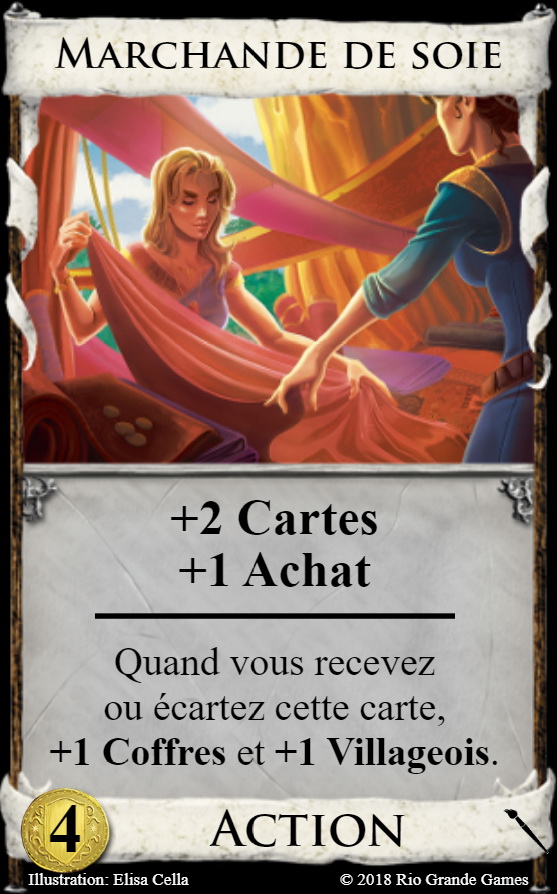 Marchande de soie
+2 Cartes
+1 Achat
Quand vous recevez
ou écartez cette carte,
+1 Coffres et +1 Villageois.
4
Action
Illustration: Elisa Cella
© 2018 Rio Grande Games